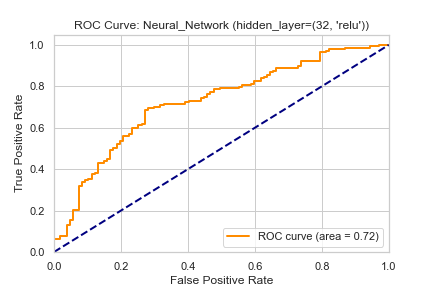 ROC Curve: Neural_Network (hidden_layer=(32, 'relu'))
True Positive Rate
1.0
0.8
0.6
0.4
0.2
0.0
ROC curve (area = 0.72)
0.0 0.2 0.4 0.6 0.8 1.0
False Positive Rate